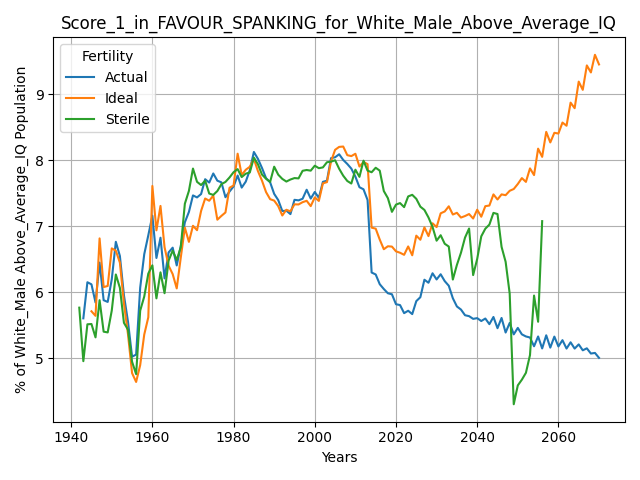 Score_1_in_FAVOUR_SPANKING_for_White_Male_Above_Average_IQ
Fertility
Actual
Ideal
Sterile
% of White_Male Above_Average_IQ Population
9
8
7
6
5
1940 1960 1980 2000 2020 2040 2060
Years